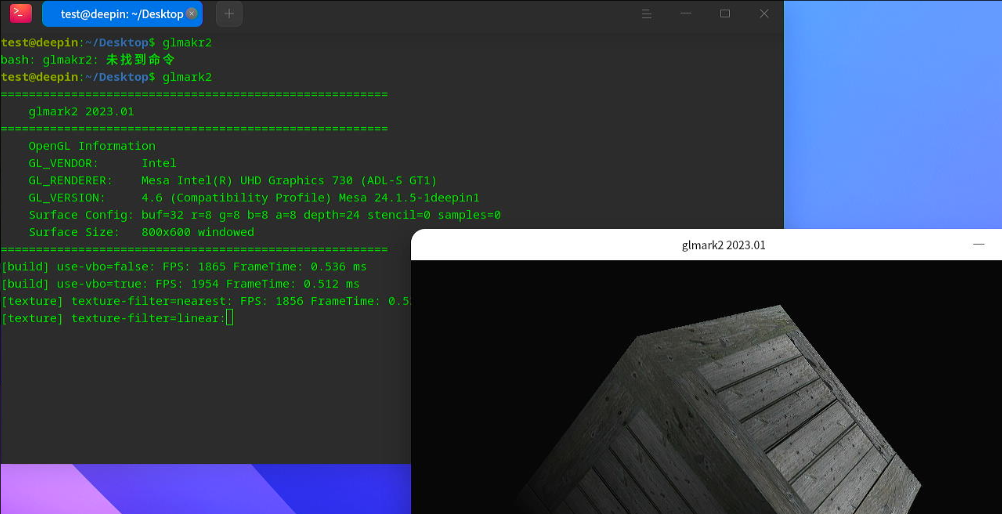 test@deepin: ~/Desktop
test@deepin:~/Desktop$ glmakr2
bash: glmakr2: 未找到命令
test@deepin:~/Desktop$ glmark2
=======================================================
glmark2 2023.01
=======================================================
OpenGL Information
GL_VENDOR: Intel
GL_RENDERER: Mesa Intel(R) UHD Graphics 730 (ADL-S GT1)
GL_VERSION: 4.6 (Compatibility Profile) Mesa 24.1.5-1deepin1
Surface Config: buf=32 r=8 g=8 b=8 a=8 depth=24 stencil=0 samples=0
Surface Size: 800x600 windowed
=======================================================
[build] use-vbo=false: FPS: 1865 FrameTime: 0.536 ms
[build] use-vbo=true: FPS: 1954 FrameTime: 0.512 ms
[texture] texture-filter=nearest: FPS: 1856 FrameTime: 0.5
[texture] texture-filter=linear:
glmark2 2023.01